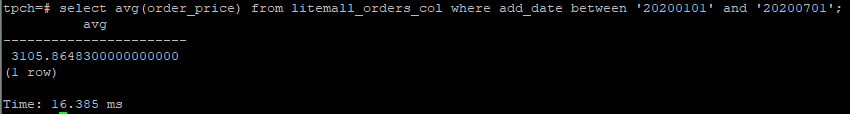 tpch=# select avg(order_price) from litemall_orders_col where add_date between '20200101' and '20200701';
avg
-----------------------
3105.8648300000000000
(1 row)
Time: 16.385 ms